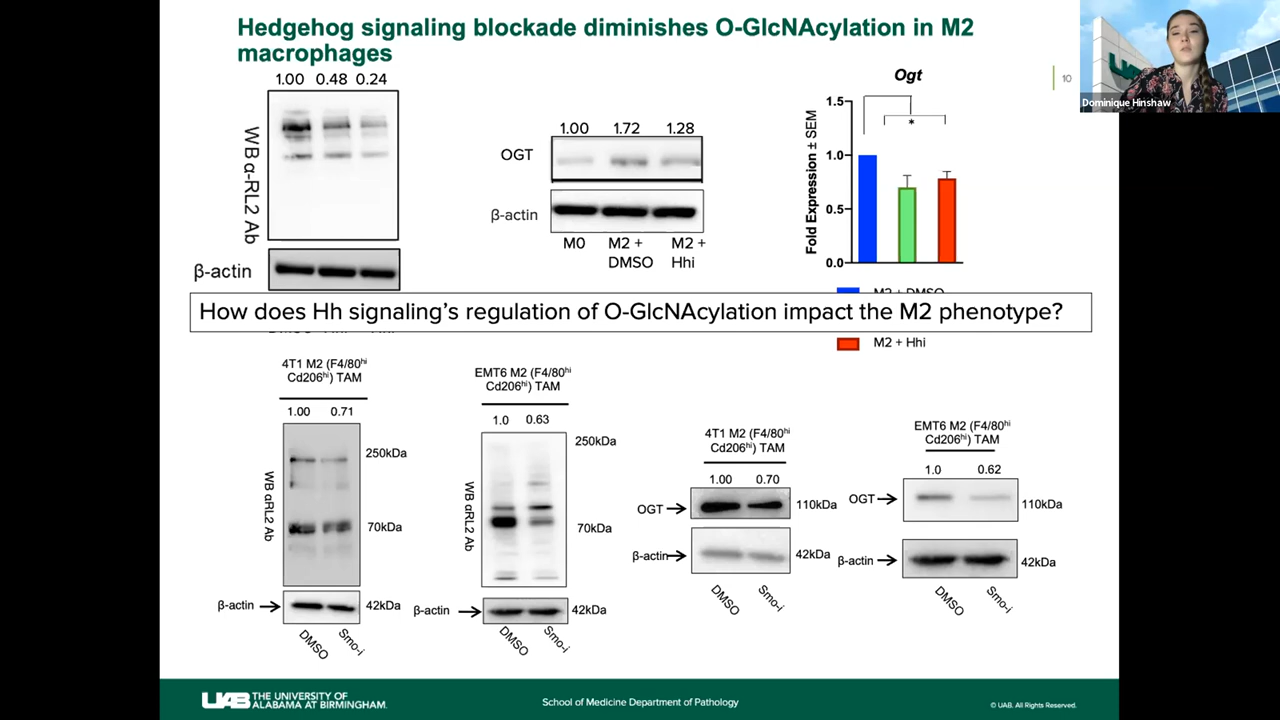 Hedgehog signaling blockade diminishes O-GlcNAcylation in M2
macrophages
10
Dominique Hinshaw
1.00 0.48 0.24
WB α-RL2 Ab
β-actin
1.00 1.72 1.28
OGT
β-actin
M0 M2 + DMSO M2 + Hhi
Ogt
*
Fold Expression ± SEM
1.5
1.0
0.5
0.0
M2 + DMSO
M2 + Hhi
How does Hh signaling's regulation of O-GlcNAcylation impact the M2 phenotype?
4T1 M2 (F4/80hi
Cd206hi) TAM
1.00 0.71
WB αRL2 Ab
250kDa
70kDa
β-actin
42kDa
DMSO Smo-i
EMT6 M2 (F4/80hi
Cd206hi) TAM
1.0 0.63
WB αRL2 Ab
250kDa
70kDa
β-actin
42kDa
DMSO Smo-i
4T1 M2 (F4/80hi
Cd206hi) TAM
1.00 0.70
OGT
110kDa
β-actin
42kDa
DMSO Smo-i
EMT6 M2 (F4/80hi
Cd206hi) TAM
1.0 0.62
OGT
110kDa
β-actin
42kDa
DMSO Smo-i
UAB THE UNIVERSITY OF
ALABAMA AT BIRMINGHAM.
School of Medicine Department of Pathology
© UAB. All Rights Reserved.